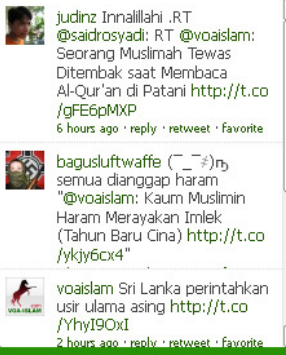 judinz Innalillahi .RT
@saidrosyadi: RT @voaislam:
Seorang Muslimah Tewas
Ditembak saat Membaca
Al-Qur'an di Patani http://t.co
/gFE6pMXP
6 hours ago · reply · retweet · favorite
bagusluftwaffe (¯_¯҂)ҧ
semua dianggap haram
"@voaislam: Kaum Muslimin
Haram Merayakan Imlek
(Tahun Baru Cina) http://t.co
/ykjy6cx4"
voaislam Sri Lanka perintahkan
usir ulama asing http://t.co
/YhyI9OxI
2 hours ago · reply · retweet · favorite
VOA-ISLAM